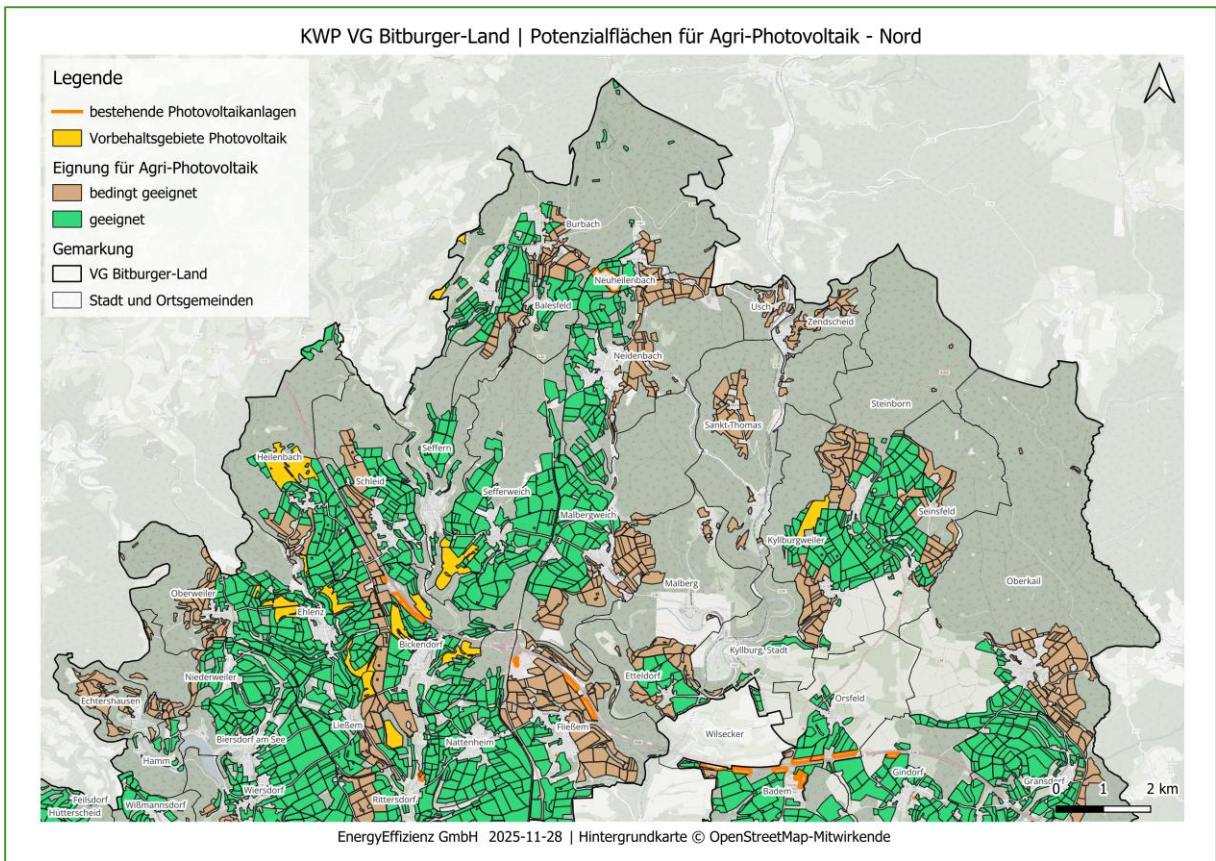 KWP VG Bitburger-Land | Potenzialflächen für Agri-Photovoltaik - Nord
Legende
bestehende Photovoltaikanlagen
Vorbehaltsgebiete Photovoltaik
Eignung für Agri-Photovoltaik
bedingt geeignet
geeignet
Gemarkung
VG Bitburger-Land
Stadt und Ortsgemeinden
Burbach
Neuheilenbach
Balesfeld
Usch
Zendscheid
Neidenbach
Steinborn
Sankt Thomas
Seffern
Heilenbach
Schleid
Sefferweich
Malbergweich
Seinsfeld
Kyllburgweiler
Oberkail
Malberg
Oberweiler
Ehlenz
Bickendorf
Kyllburg, Stadt
Etteldorf
Niederweiler
Echtershausen
Orsfeld
Ließem
Fließem
Wilsecker
Biersdorf am See
Nattenheim
Hamm
Gindorf
Gransdorf
Wiersdorf
Badem
Feilsdorf
Wißmannsdorf
Rittersdorf
Hütterscheid
0 1 2 km
EnergyEffizienz GmbH 2025-11-28 | Hintergrundkarte © OpenStreetMap-Mitwirkende